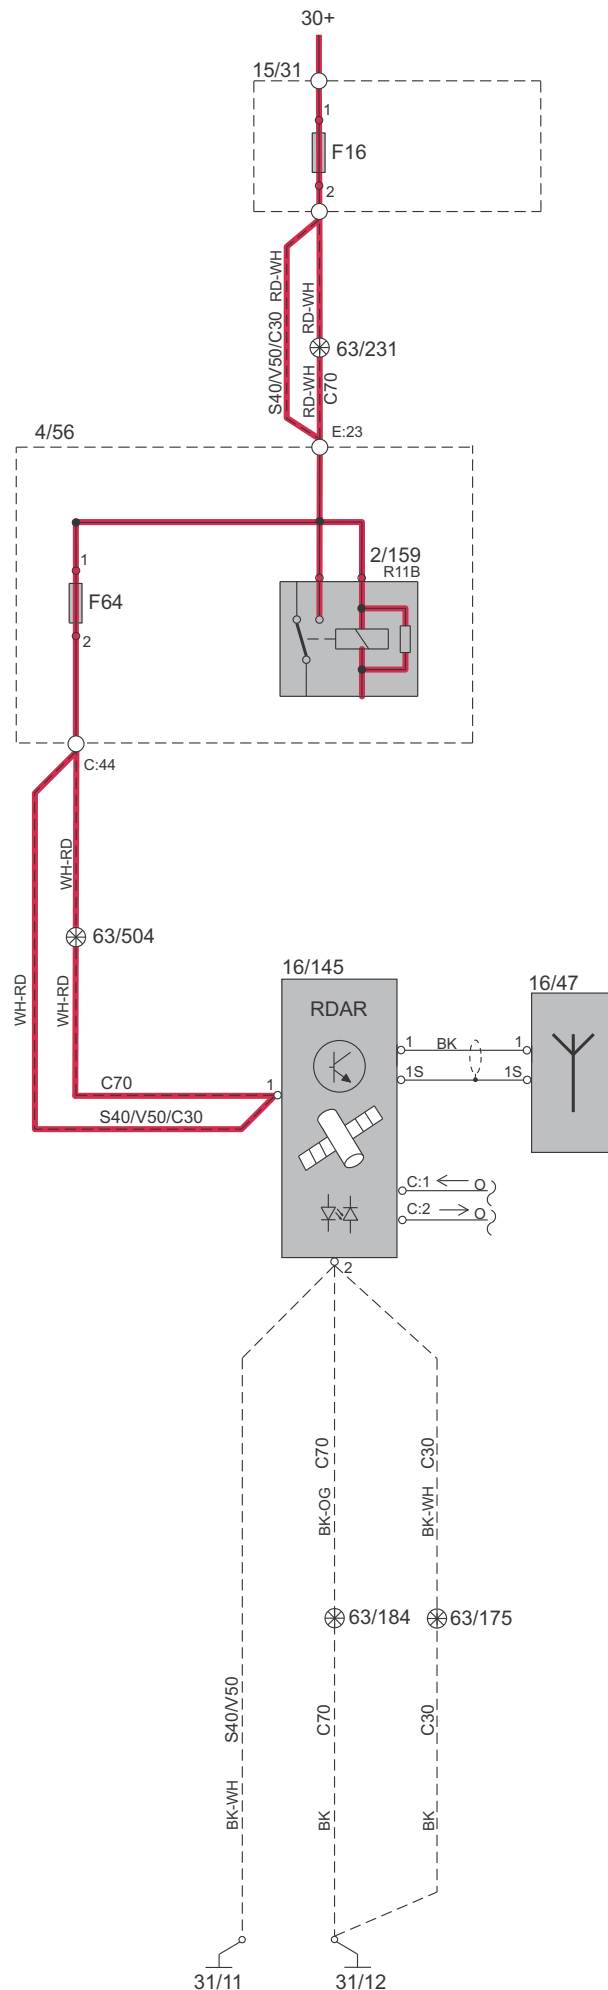 30+
15/31
1
F16
2
S40/V50/C30 RD-WH
RD-WH
63/231
RD-WH
C70
E:23
4/56
2/159
R11B
1
F64
2
C:44
WH-RD
63/504
WH-RD
WH-RD
C70
S40/V50/C30
1
16/145
RDAR
1 BK 1
1S 1S
16/47
C:1 O
C:2 O
2
C70
C30
BK-OG
BK-WH
63/184
63/175
S40/V50
C70
C30
BK-WH
BK
BK
31/11
31/12